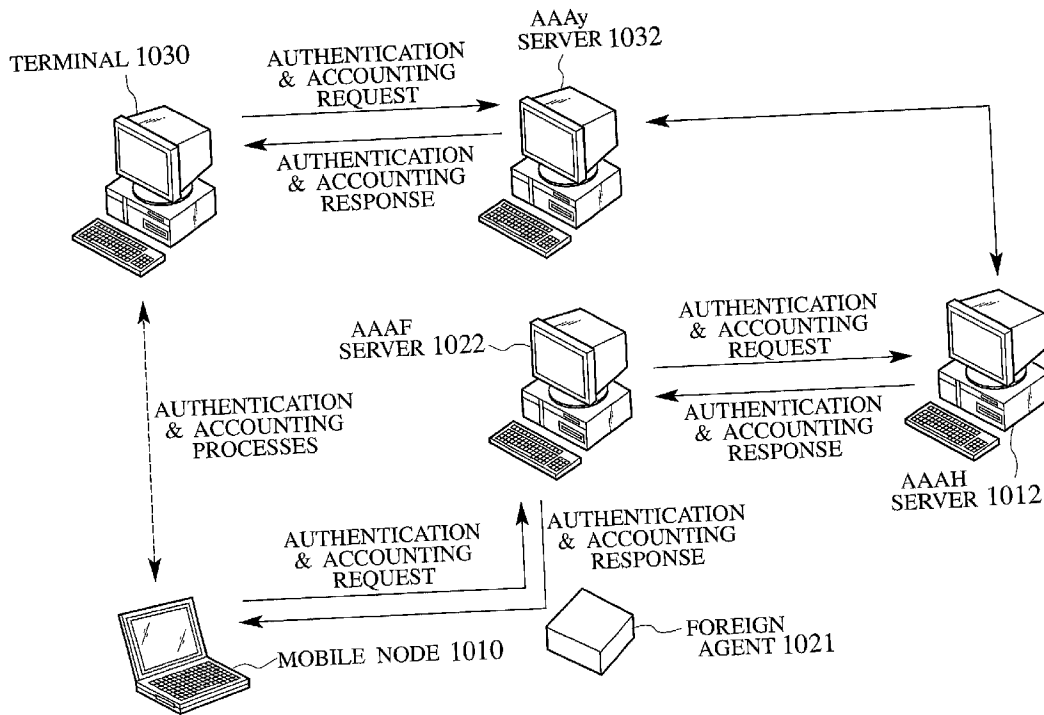 TERMINAL 1030
AUTHENTICATION
& ACCOUNTING
REQUEST
AAAy
SERVER 1032
AUTHENTICATION
& ACCOUNTING
RESPONSE
AAAF
SERVER 1022
AUTHENTICATION
& ACCOUNTING
REQUEST
AUTHENTICATION
& ACCOUNTING
RESPONSE
AAAH
SERVER 1012
AUTHENTICATION
& ACCOUNTING
PROCESSES
AUTHENTICATION
& ACCOUNTING
REQUEST
AUTHENTICATION
& ACCOUNTING
RESPONSE
MOBILE NODE 1010
FOREIGN
AGENT 1021